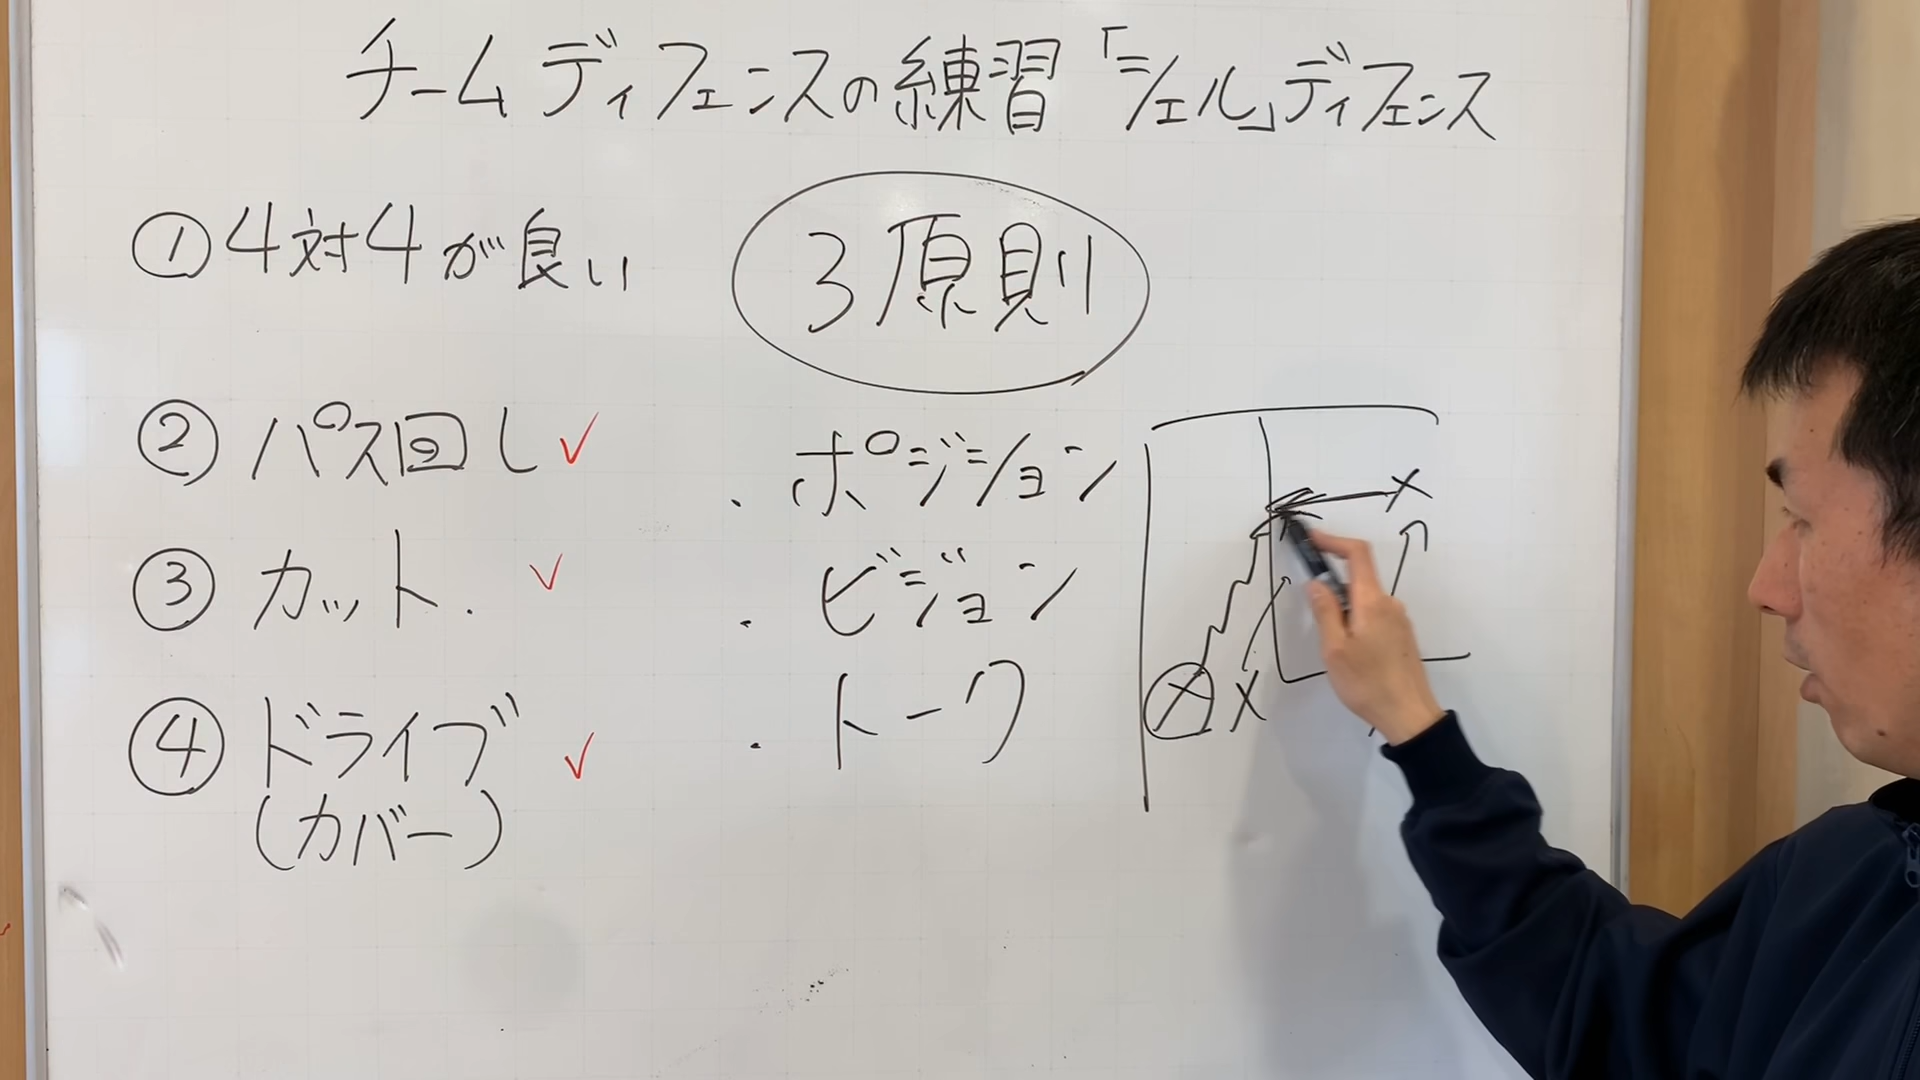 チームディフェンスの練習「シェル」ディフェンス
①4対4が良い
②パス回し✓
③カット. ✓
④ドライブ ✓
(カバー)
3原則
・ポジション
・ビジョン
・トーク
X
X X